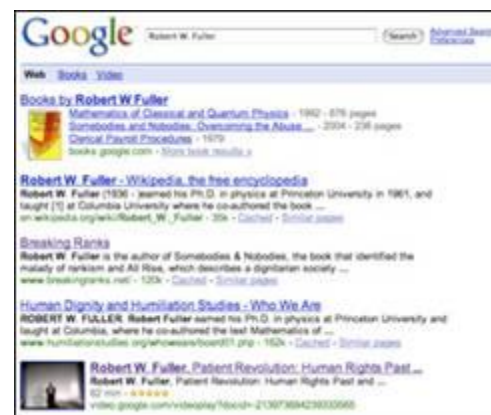 Google
Robert W. Fuller
Search
Advanced Search
Preferences
Web Books Video
Books by Robert W Fuller
Mathematics of Classical and Quantum Physics - 1992 - 676 pages
Somebodies and Nobodies: Overcoming the Abuse ... - 2004 - 236 pages
Clerical Payroll Procedures - 1979
books.google.com - More book results »
Robert W. Fuller - Wikipedia, the free encyclopedia
Robert W. Fuller (1936 - )earned his Ph.D. in physics at Princeton University in 1961, and
taught [1] at Columbia University where he co-authored the book ...
en.wikipedia.org/wiki/Robert_W._Fuller - 35k - Cached - Similar pages
Breaking Ranks
Robert W. Fuller is the author of Somebodies & Nobodies, the book that identified the
malady of rankism and All Rise, which describes a dignitarian society ...
www.breakingranks.net/ - 120k - Cached - Similar pages
Human Dignity and Humiliation Studies - Who We Are
ROBERT W. FULLER. Robert Fuller earned his Ph.D. in physics at Princeton University and
taught at Columbia, where he co-authored the text Mathematics of ...
www.humiliationstudies.org/whoweare/board01.php - 162k - Cached - Similar pages
Robert W. Fuller, Patient Revolution: Human Rights Past ...
Robert W. Fuller, Patient Revolution: Human Rights Past and ...
62 min -
video.google.com/videoplay?docid=